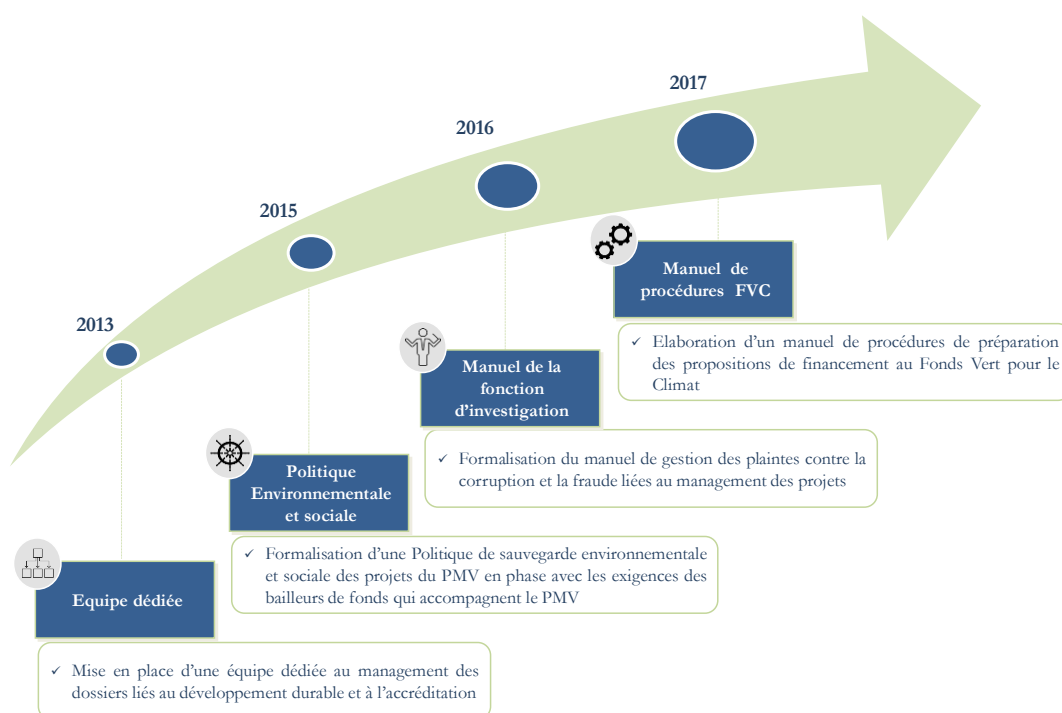 2013
Equipe dédiée
✓ Mise en place d’une équipe dédiée au management des
dossiers liés au développement durable et à l’accréditation
2015
Politique
Environnementale
et sociale
✓ Formalisation d’une Politique de sauvegarde environnementale
et sociale des projets du PMV en phase avec les exigences des
bailleurs de fonds qui accompagnent le PMV
2016
Manuel de la
fonction
d’investigation
✓ Formalisation du manuel de gestion des plaintes contre la
corruption et la fraude liées au management des projets
2017
Manuel de
procédures FVC
✓ Elaboration d’un manuel de procédures de préparation
des propositions de financement au Fonds Vert pour le
Climat